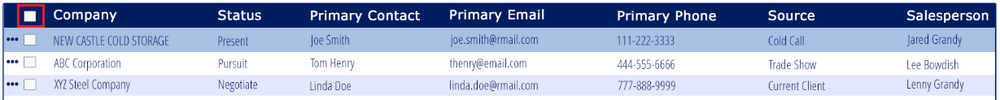 Company Status Primary Contact Primary Email Primary Phone Source Salesperson
NEW CASTLE COLD STORAGE Present Joe Smith joe.smith@rmail.com 111-222-3333 Cold Call Jared Grandy
ABC Corporation Pursuit Tom Henry thenry@email.com 444-555-6666 Trade Show Lee Bowdish
XYZ Steel Company Negotiate Linda Doe linda.doe@rmail.com 777-888-9999 Current Client Lenny Grandy